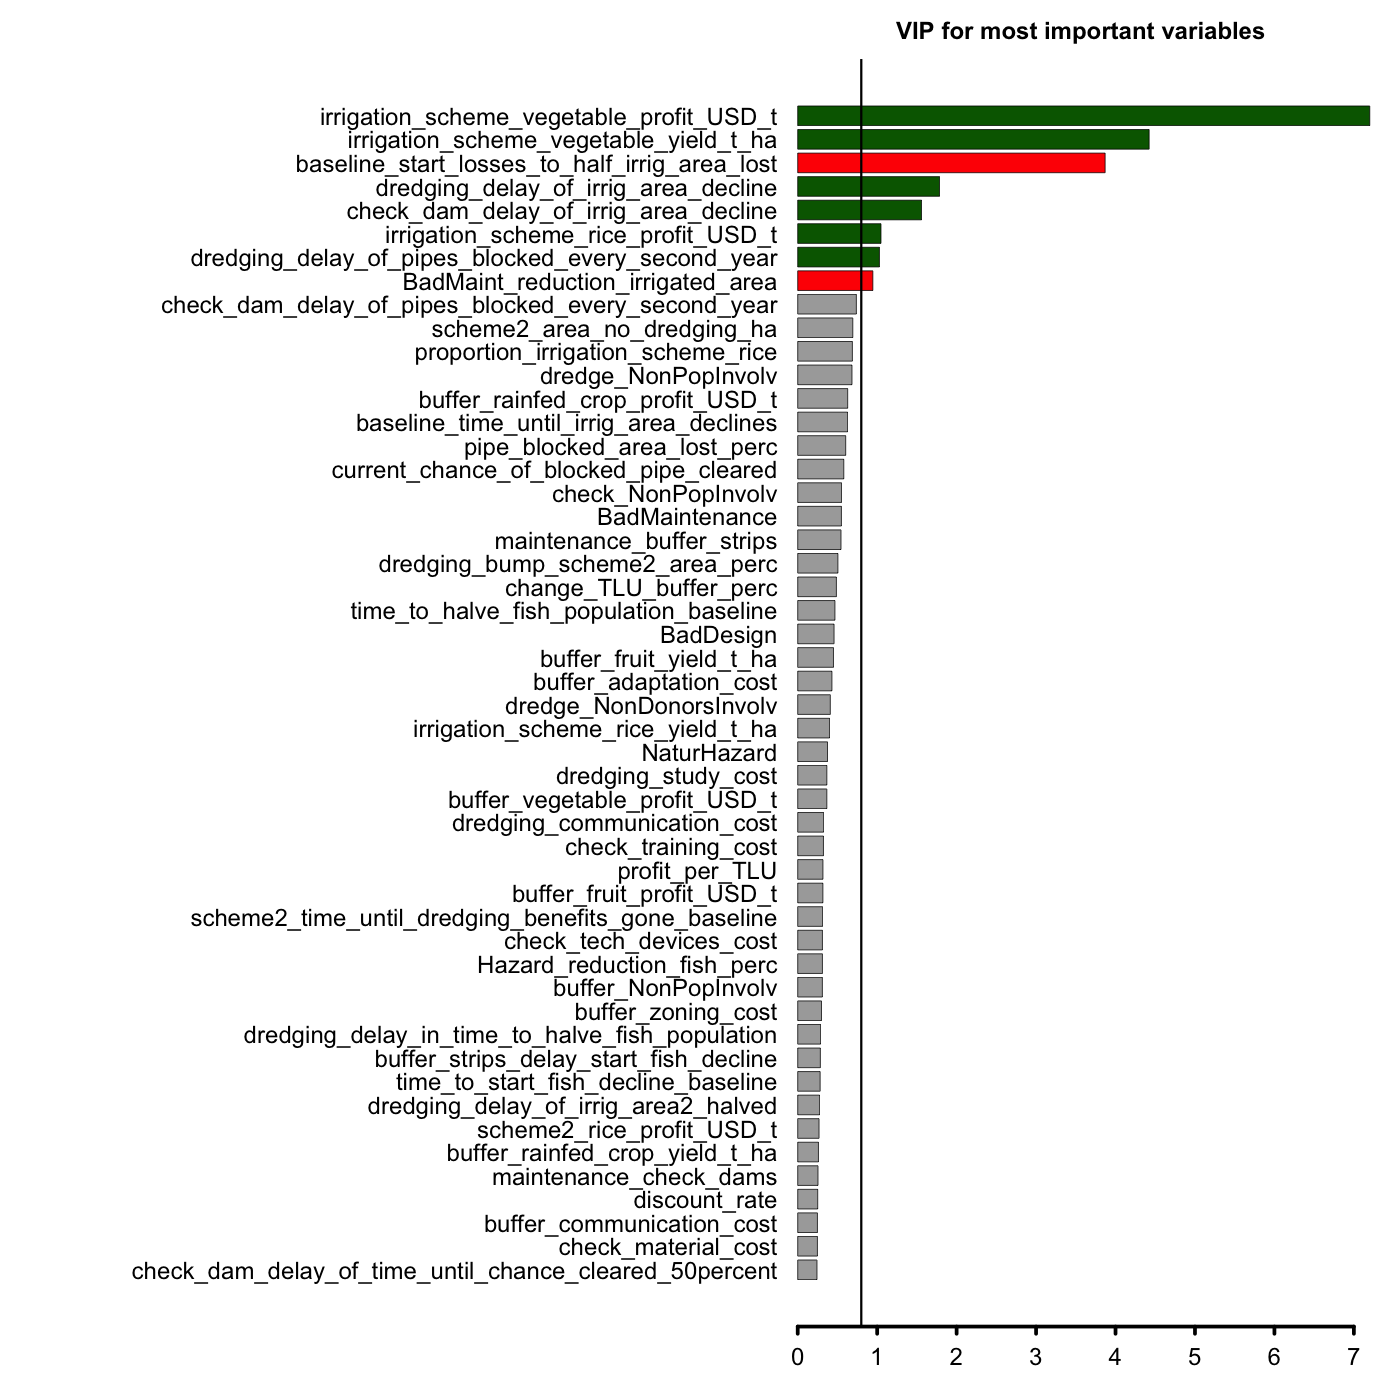 VIP for most important variables
irrigation_scheme_vegetable_profit_USD_t
irrigation_scheme_vegetable_yield_t_ha
baseline_start_losses_to_half_irrig_area_lost
dredging_delay_of_irrig_area_decline
check_dam_delay_of_irrig_area_decline
irrigation_scheme_rice_profit_USD_t
dredging_delay_of_pipes_blocked_every_second_year
BadMaint_reduction_irrigated_area
check_dam_delay_of_pipes_blocked_every_second_year
scheme2_area_no_dredging_ha
proportion_irrigation_scheme_rice
dredge_NonPopInvolv
buffer_rainfed_crop_profit_USD_t
baseline_time_until_irrig_area_declines
pipe_blocked_area_lost_perc
current_chance_of_blocked_pipe_cleared
check_NonPopInvolv
BadMaintenance
maintenance_buffer_strips
dredging_bump_scheme2_area_perc
change_TLU_buffer_perc
time_to_halve_fish_population_baseline
BadDesign
buffer_fruit_yield_t_ha
buffer_adaptation_cost
dredge_NonDonorsInvolv
irrigation_scheme_rice_yield_t_ha
NaturHazard
dredging_study_cost
buffer_vegetable_profit_USD_t
dredging_communication_cost
check_training_cost
profit_per_TLU
buffer_fruit_profit_USD_t
scheme2_time_until_dredging_benefits_gone_baseline
check_tech_devices_cost
Hazard_reduction_fish_perc
buffer_NonPopInvolv
buffer_zoning_cost
dredging_delay_in_time_to_halve_fish_population
buffer_strips_delay_start_fish_decline
time_to_start_fish_decline_baseline
dredging_delay_of_irrig_area2_halved
scheme2_rice_profit_USD_t
buffer_rainfed_crop_yield_t_ha
maintenance_check_dams
discount_rate
buffer_communication_cost
check_material_cost
check_dam_delay_of_time_until_chance_cleared_50percent
0 1 2 3 4 5 6 7